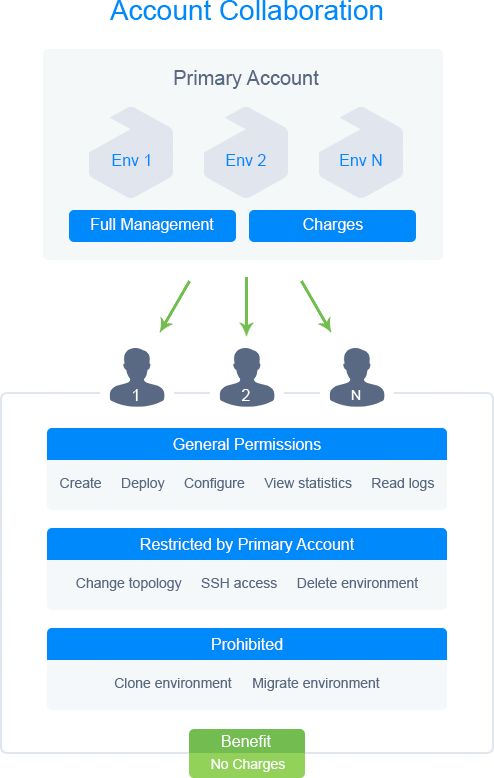 Account Collaboration
Primary Account
Env 1 Env 2 Env N
Full Management Charges
1 2 N
General Permissions
Create Deploy Configure View statistics Read logs
Restricted by Primary Account
Change topology SSH access Delete environment
Prohibited
Clone environment Migrate environment
Benefit
No Charges